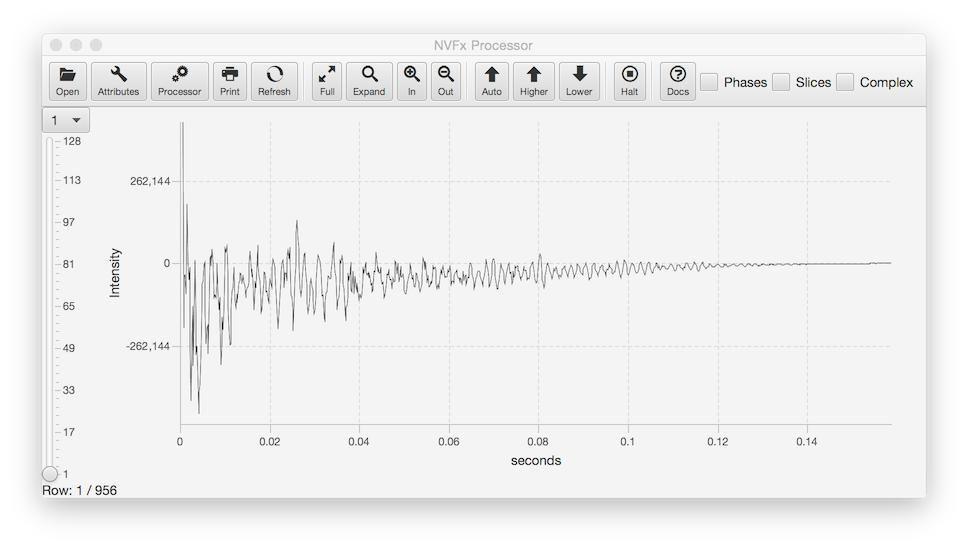 NVFx Processor
Open Attributes Processor Print Refresh Full Expand In Out Auto Higher Lower Halt Docs Phases Slices Complex
1
128
113
97
81
65
49
33
17
1
Row: 1 / 956
Intensity
262,144
0
-262,144
0 0.02 0.04 0.06 0.08 0.1 0.12 0.14
seconds